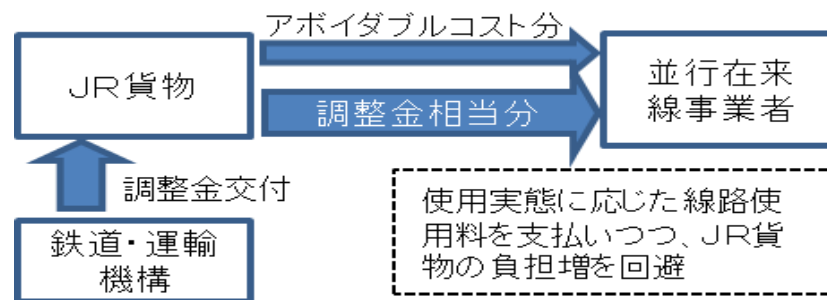 アボイダブルコスト分
JR貨物
並行在来
線事業者
調整金相当分
調整金交付
鉄道・運輸
機構
使用実態に応じた線路使
用料を支払いつつ、JR貨
物の負担増を回避